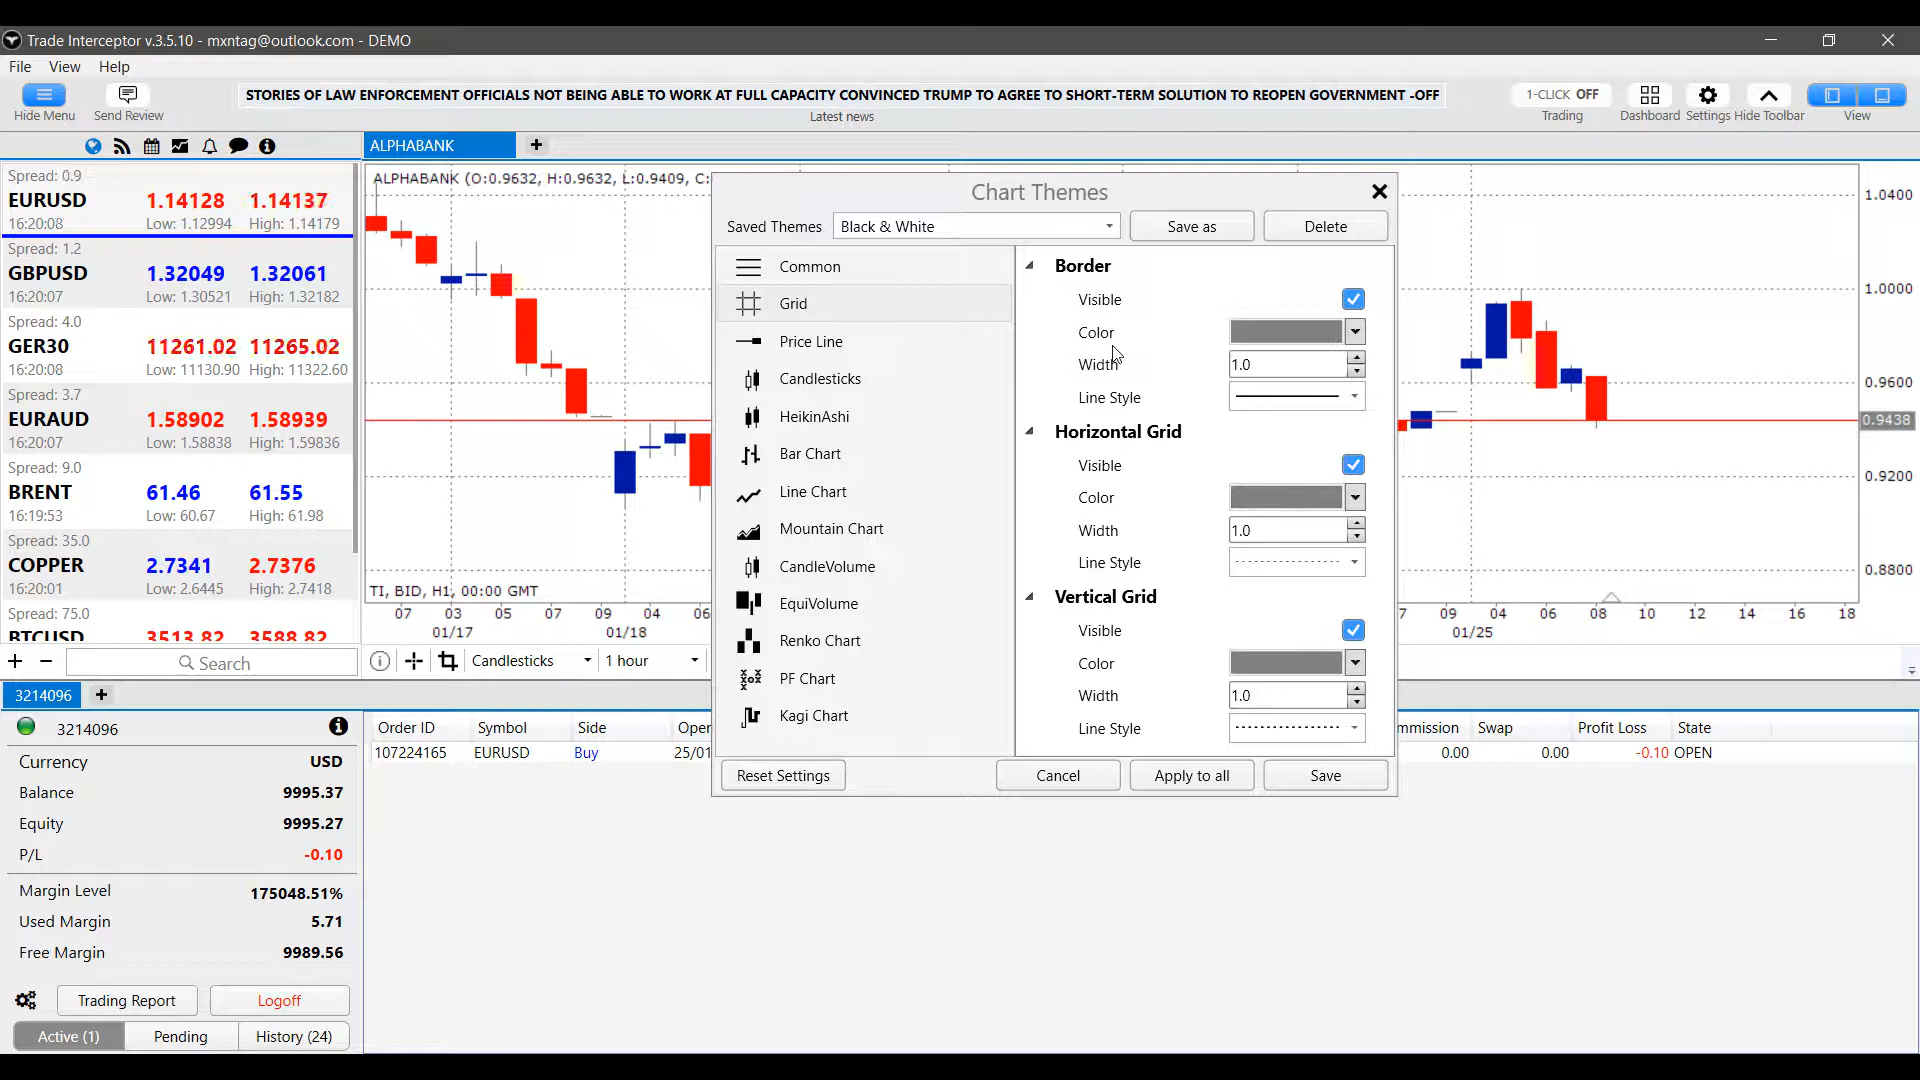 Trade Interceptor v.3.5.10 - mxntag@outlook.com - DEMO
File View Help
Hide Menu
Send Review
STORIES OF LAW ENFORCEMENT OFFICIALS NOT BEING ABLE TO WORK AT FULL CAPACITY CONVINCED TRUMP TO AGREE TO SHORT-TERM SOLUTION TO REOPEN GOVERNMENT -OFF
Latest news
1-CLICK OFF
Trading
Dashboard
Settings
Hide Toolbar
View
Spread: 0.9
EURUSD 1.14128 1.14137
16:20:08 Low: 1.12994 High: 1.14179
Spread: 1.2
GBPUSD 1.32049 1.32061
16:20:07 Low: 1.30521 High: 1.32182
Spread: 4.0
GER30 11261.02 11265.02
16:20:08 Low: 11130.90 High: 11322.60
Spread: 3.7
EURAUD 1.58902 1.58939
16:20:07 Low: 1.58838 High: 1.59836
Spread: 9.0
BRENT 61.46 61.55
16:19:53 Low: 60.67 High: 61.98
Spread: 35.0
COPPER 2.7341 2.7376
16:20:01 Low: 2.6445 High: 2.7418
Spread: 75.0
BTCUSD 3513.82 3588.82
Search
ALPHABANK
ALPHABANK (O:0.9632, H:0.9632, L:0.9409, C:
1.0400
1.0000
0.9600
0.9438
0.9200
0.8800
TI, BID, H1, 00:00 GMT
07 03 05 07 09 04 06
01/17 01/18
7 09 04 06 08 10 12 14 16 18
01/25
Candlesticks
1 hour
Chart Themes
Saved Themes Black & White Save as Delete
Common
Grid
Price Line
Candlesticks
HeikinAshi
Bar Chart
Line Chart
Mountain Chart
CandleVolume
EquiVolume
Renko Chart
PF Chart
Kagi Chart
Border
Visible
Color
Width 1.0
Line Style
Horizontal Grid
Visible
Color
Width 1.0
Line Style
Vertical Grid
Visible
Color
Width 1.0
Line Style
Reset Settings Cancel Apply to all Save
3214096
3214096
Currency USD
Balance 9995.37
Equity 9995.27
P/L -0.10
Margin Level 175048.51%
Used Margin 5.71
Free Margin 9989.56
Trading Report Logoff
Active (1) Pending History (24)
Order ID Symbol Side Oper mmission Swap Profit Loss State
107224165 EURUSD Buy 25/01 0.00 0.00 -0.10 OPEN